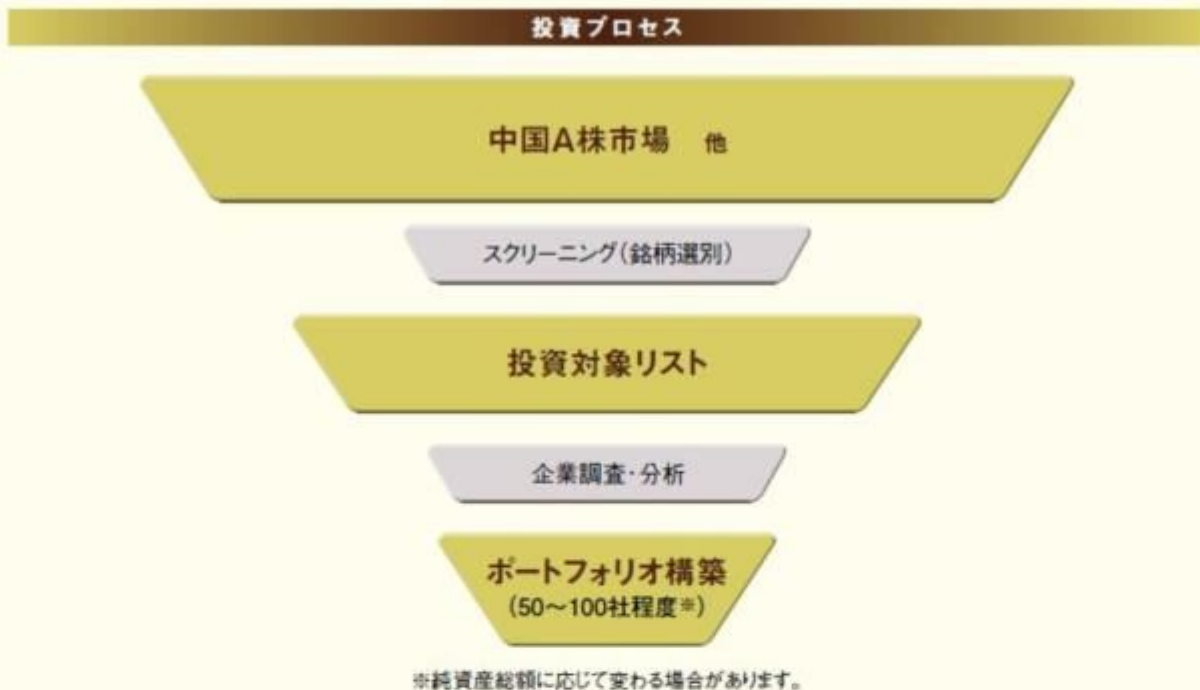 投資プロセス
中国A株市場 他
スクリーニング(銘柄選別)
投資対象リスト
企業調査・分析
ポートフォリオ構築
(50〜100社程度※)
※純資産総額に応じて変わる場合があります。